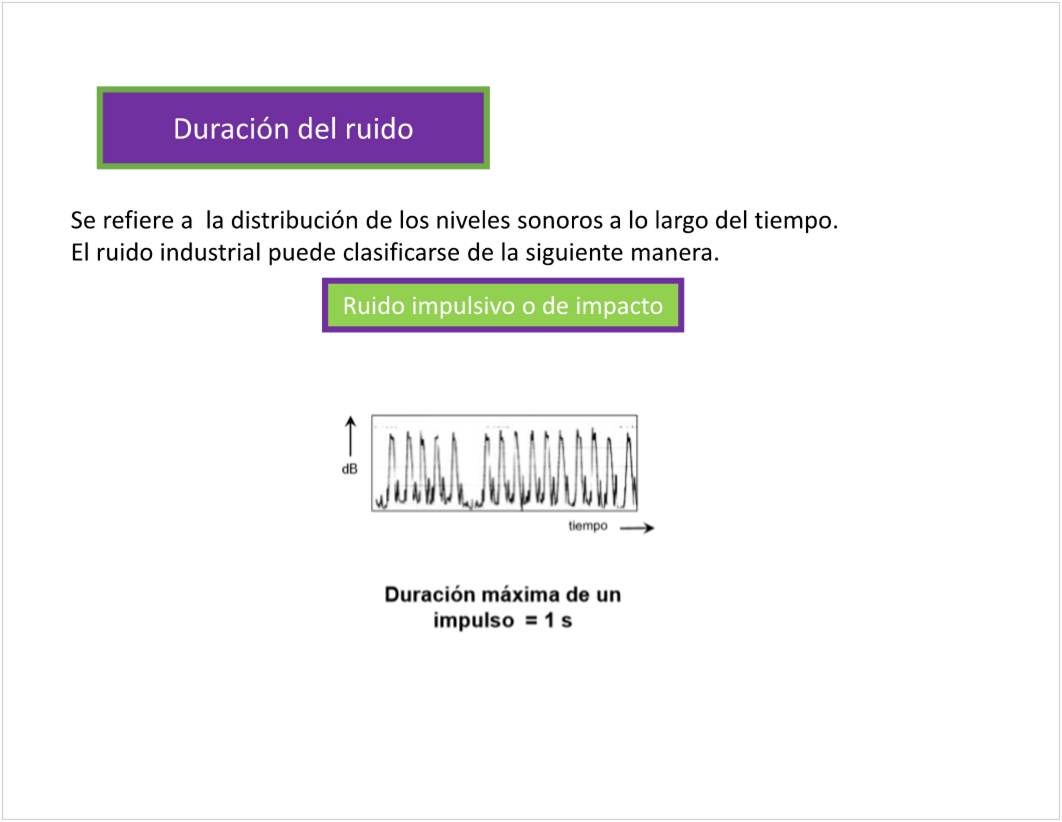 Duración del ruido
Se refiere a  la distribución de los niveles sonoros a lo largo del tiempo.
El ruido industrial puede clasificarse de la siguiente manera.
Ruido impulsivo o de impacto
dB
tiempo
Duración máxima de un
impulso  = 1 s